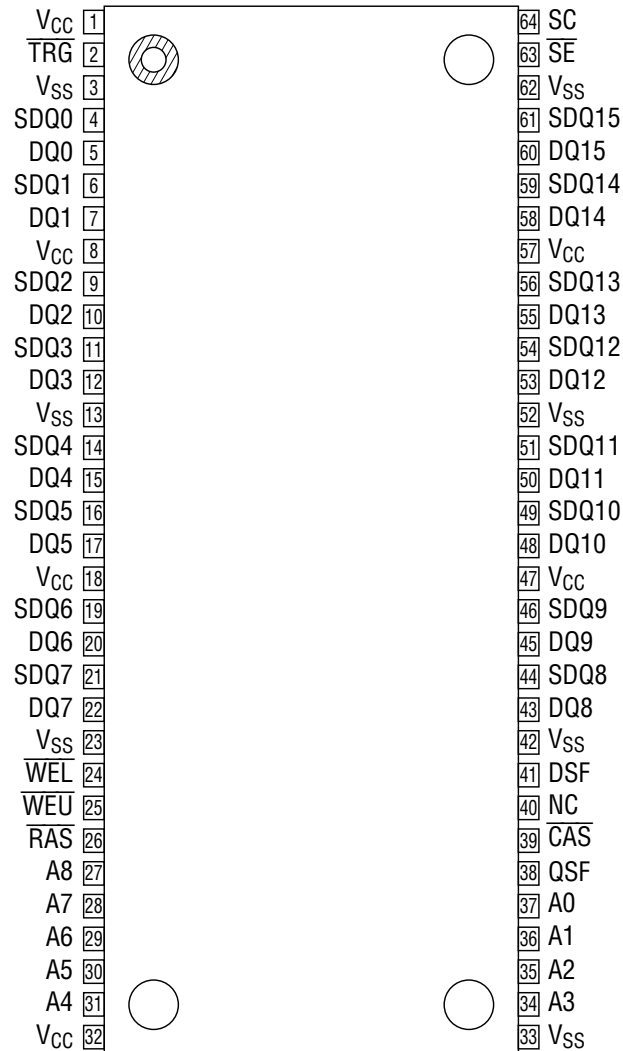 VCC 1 64 SC
T̅R̅G̅ 2 63 S̅E̅
VSS 3 62 VSS
SDQ0 4 61 SDQ15
DQ0 5 60 DQ15
SDQ1 6 59 SDQ14
DQ1 7 58 DQ14
VCC 8 57 VCC
SDQ2 9 56 SDQ13
DQ2 10 55 DQ13
SDQ3 11 54 SDQ12
DQ3 12 53 DQ12
VSS 13 52 VSS
SDQ4 14 51 SDQ11
DQ4 15 50 DQ11
SDQ5 16 49 SDQ10
DQ5 17 48 DQ10
VCC 18 47 VCC
SDQ6 19 46 SDQ9
DQ6 20 45 DQ9
SDQ7 21 44 SDQ8
DQ7 22 43 DQ8
VSS 23 42 VSS
W̅E̅L̅ 24 41 DSF
W̅E̅U̅ 25 40 NC
R̅A̅S̅ 26 39 C̅A̅S̅
A8 27 38 QSF
A7 28 37 A0
A6 29 36 A1
A5 30 35 A2
A4 31 34 A3
VCC 32 33 VSS